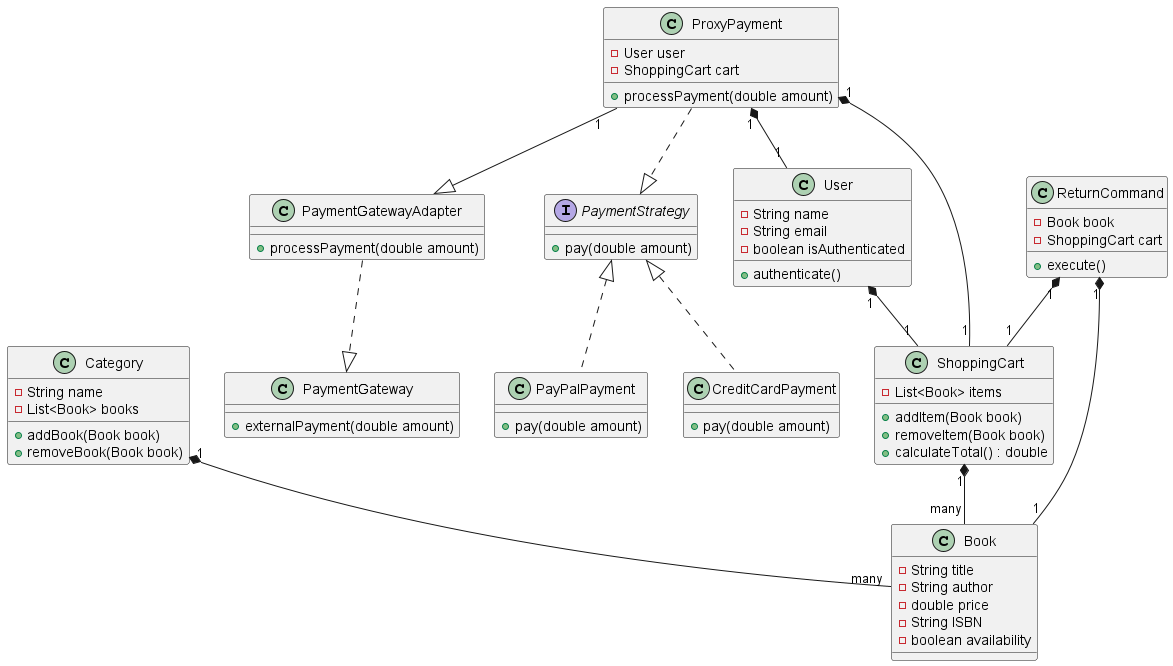 C ProxyPayment
User user
ShoppingCart cart
processPayment(double amount)
1
1
1
1
1
C PaymentGatewayAdapter
processPayment(double amount)
I PaymentStrategy
pay(double amount)
C User
String name
String email
boolean isAuthenticated
authenticate()
C ReturnCommand
Book book
ShoppingCart cart
execute()
1
1
1
1
1
1
C Category
String name
List<Book> books
addBook(Book book)
removeBook(Book book)
1
C PaymentGateway
externalPayment(double amount)
C PayPalPayment
pay(double amount)
C CreditCardPayment
pay(double amount)
C ShoppingCart
List<Book> items
addItem(Book book)
removeItem(Book book)
calculateTotal() : double
1
many
1
many
C Book
String title
String author
double price
String ISBN
boolean availability